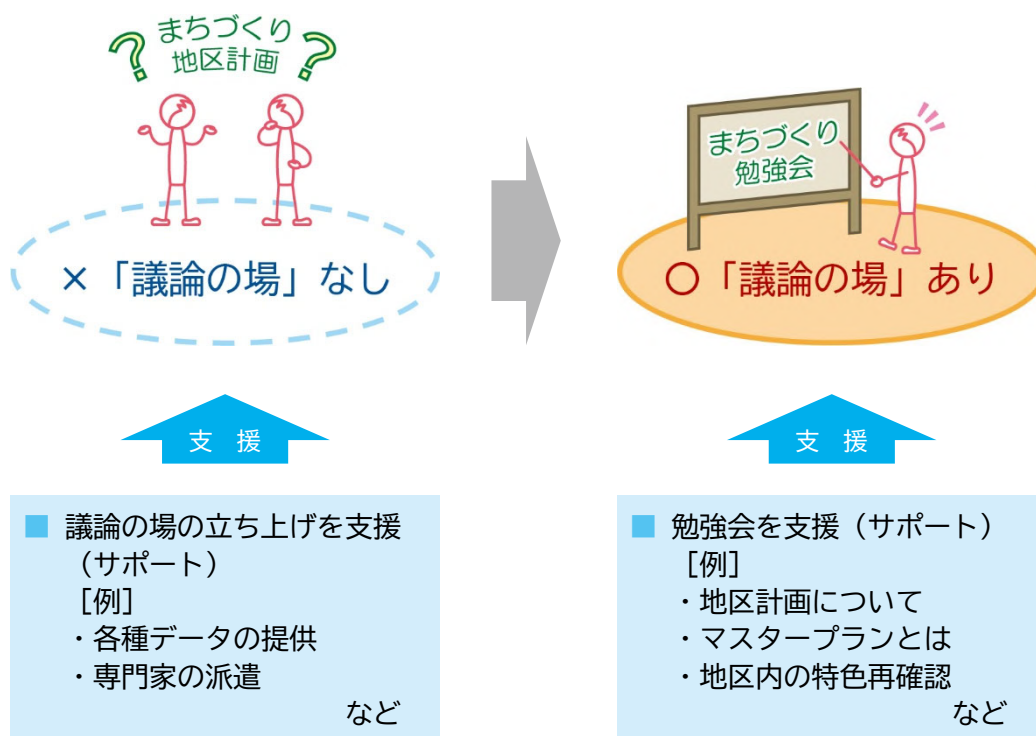 まちづくり
地区計画
? ?
×「議論の場」なし
まちづくり
勉強会
〇「議論の場」あり
支 援
■ 議論の場の立ち上げを支援
（サポート）
［例］
・各種データの提供
・専門家の派遣
など
支 援
■ 勉強会を支援（サポート）
［例］
・地区計画について
・マスタープランとは
・地区内の特色再確認
など